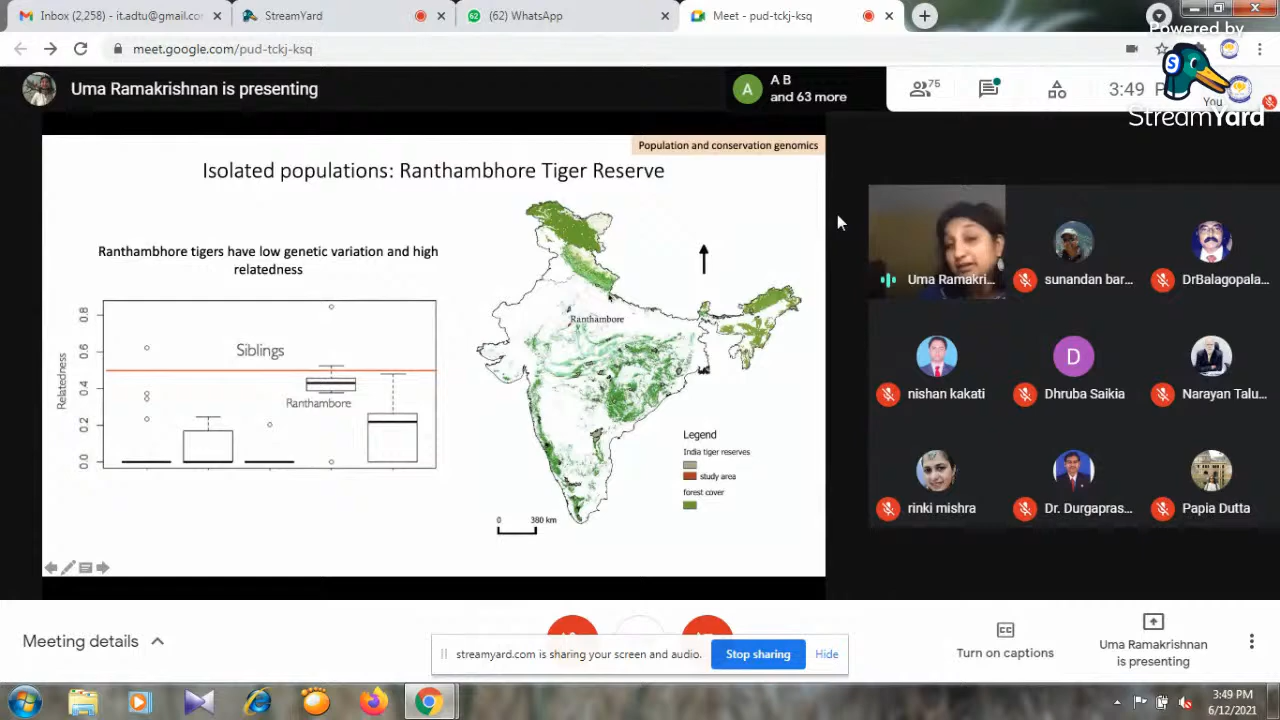 Inbox (2,258) - it.adtu@gmail.co
StreamYard
(62) WhatsApp
Meet - pud-tckj-ksq
Powered by
meet.google.com/pud-tckj-ksq
Uma Ramakrishnan is presenting
A
A B
and 63 more
75
3:49
You
StreamYard
Population and conservation genomics
Isolated populations: Ranthambhore Tiger Reserve
Ranthambhore tigers have low genetic variation and high
relatedness
Relatedness
0.8
0.6
0.4
0.2
0.0
Siblings
Ranthambore
Ranthambore
Legend
India tiger reserves
study area
forest cover
0 380 km
Uma Ramakri...
sunandan bar...
DrBalagopala...
nishan kakati
D
Dhruba Saikia
Narayan Talu...
rinki mishra
Dr. Durgapras...
Papia Dutta
Meeting details
streamyard.com is sharing your screen and audio.
Stop sharing
Hide
Turn on captions
Uma Ramakrishnan
is presenting
3:49 PM
6/12/2021